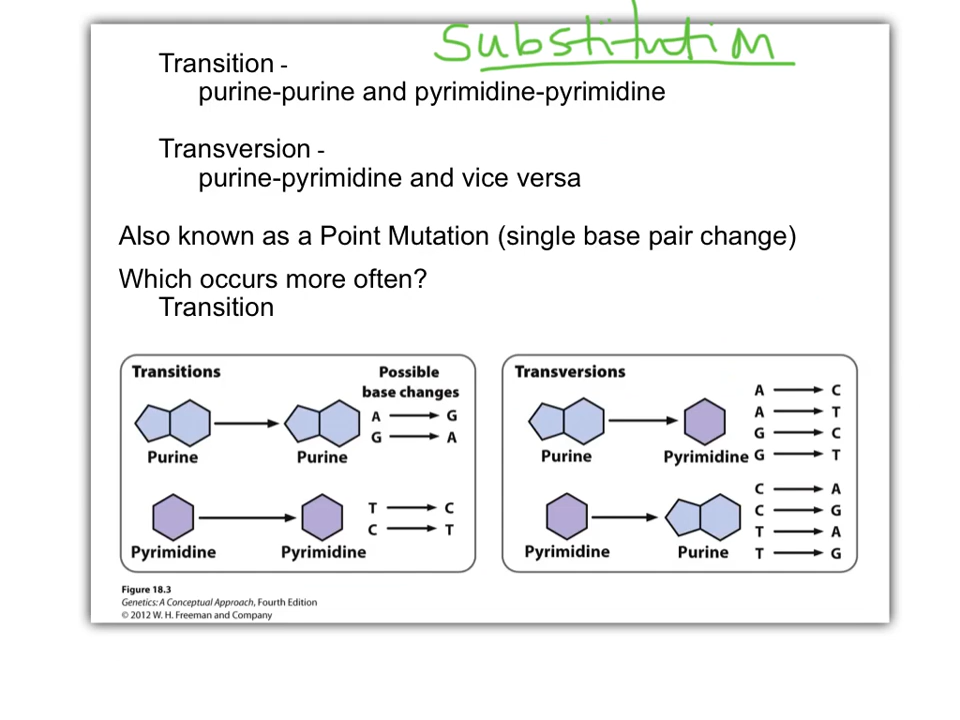 Substitution
Transition -
purine-purine and pyrimidine-pyrimidine
Transversion -
purine-pyrimidine and vice versa
Also known as a Point Mutation (single base pair change)
Which occurs more often?
Transition
Transitions
Possible
base changes
A → G
G → A
Purine
Purine
T → C
C → T
Pyrimidine
Pyrimidine
Transversions
A → C
A → T
G → C
G → T
Purine
Pyrimidine
C → A
C → G
T → A
T → G
Pyrimidine
Purine
Figure 18.3
Genetics: A Conceptual Approach, Fourth Edition
© 2012 W. H. Freeman and Company